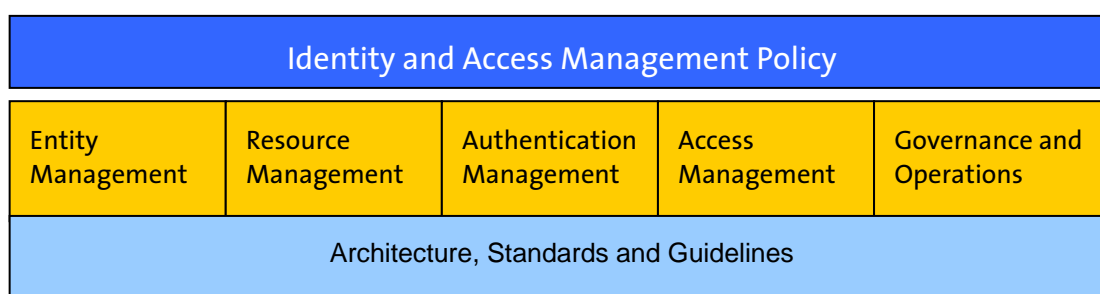 Identity and Access Management Policy
Entity
Management
Resource
Management
Authentication
Management
Access
Management
Governance and
Operations
Architecture, Standards and Guidelines